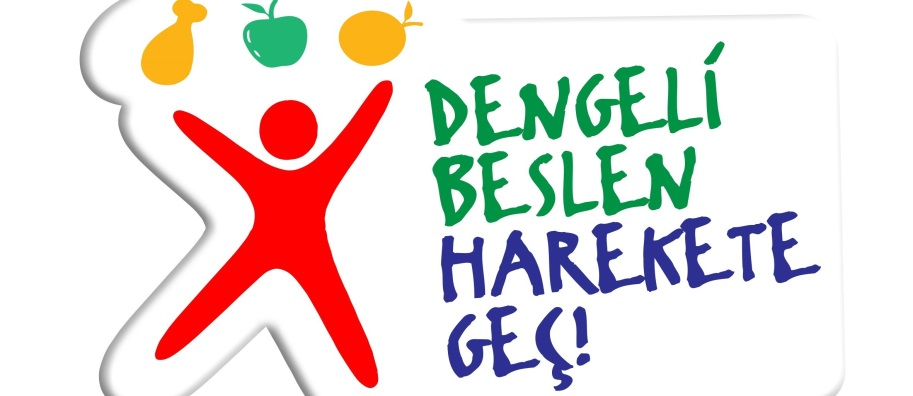 DENGELİ
BESLEN
HAREKETE
GEÇ!